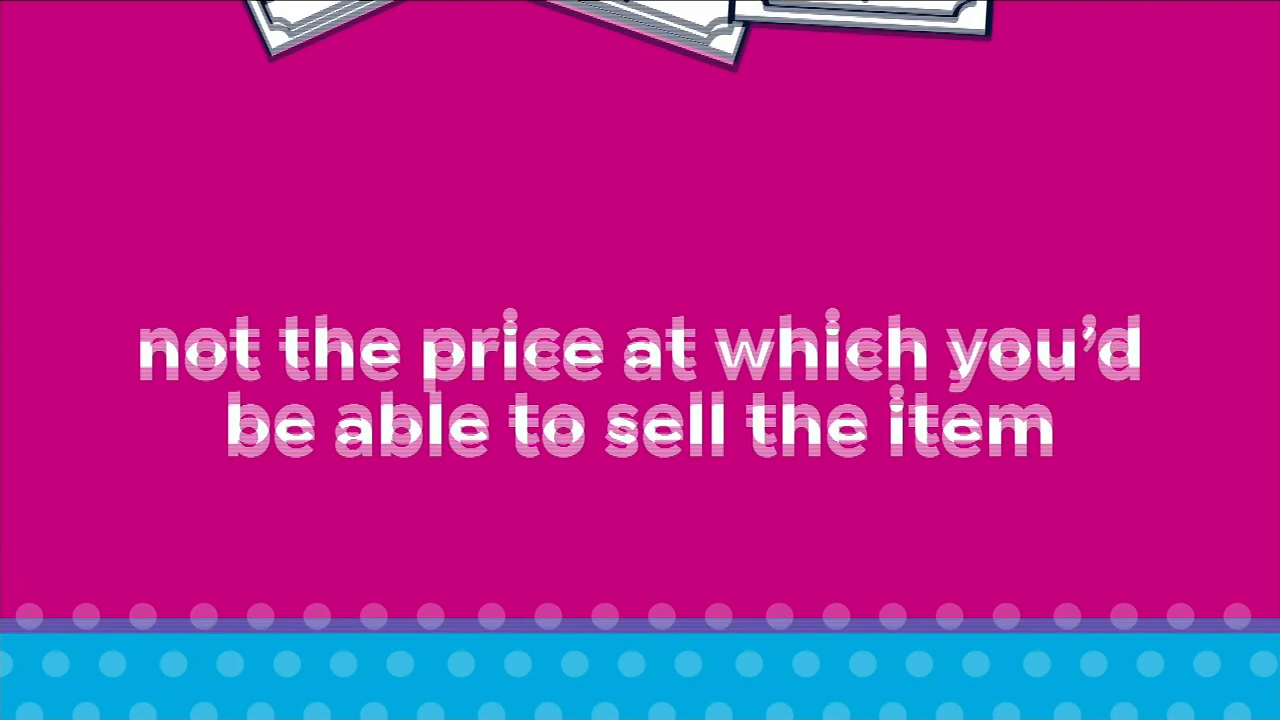 not the price at which you’d
be able to sell the item